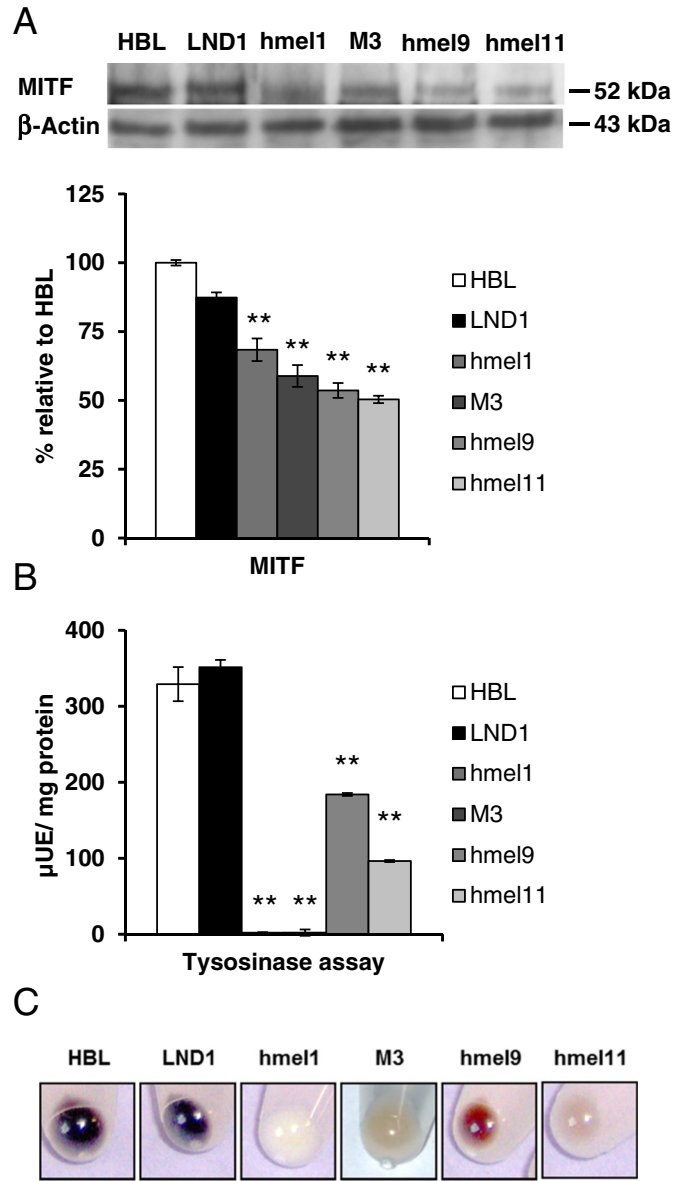 A
HBL LND1 hmel1 M3 hmel9 hmel11
MITF 52 kDa
β-Actin 43 kDa
125
100
75
50
25
0
% relative to HBL
** ** ** **
MITF
HBL
LND1
hmel1
M3
hmel9
hmel11
B
400
300
200
100
0
µUE/ mg protein
** ** ** **
Tysosinase assay
HBL
LND1
hmel1
M3
hmel9
hmel11
C
HBL LND1 hmel1 M3 hmel9 hmel11